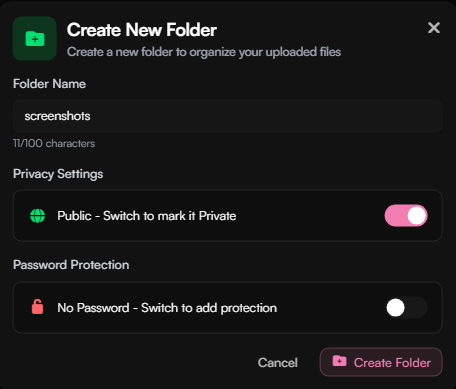 Create New Folder
Create a new folder to organize your uploaded files
Folder Name
screenshots
11/100 characters
Privacy Settings
Public - Switch to mark it Private
Password Protection
No Password - Switch to add protection
Cancel
Create Folder